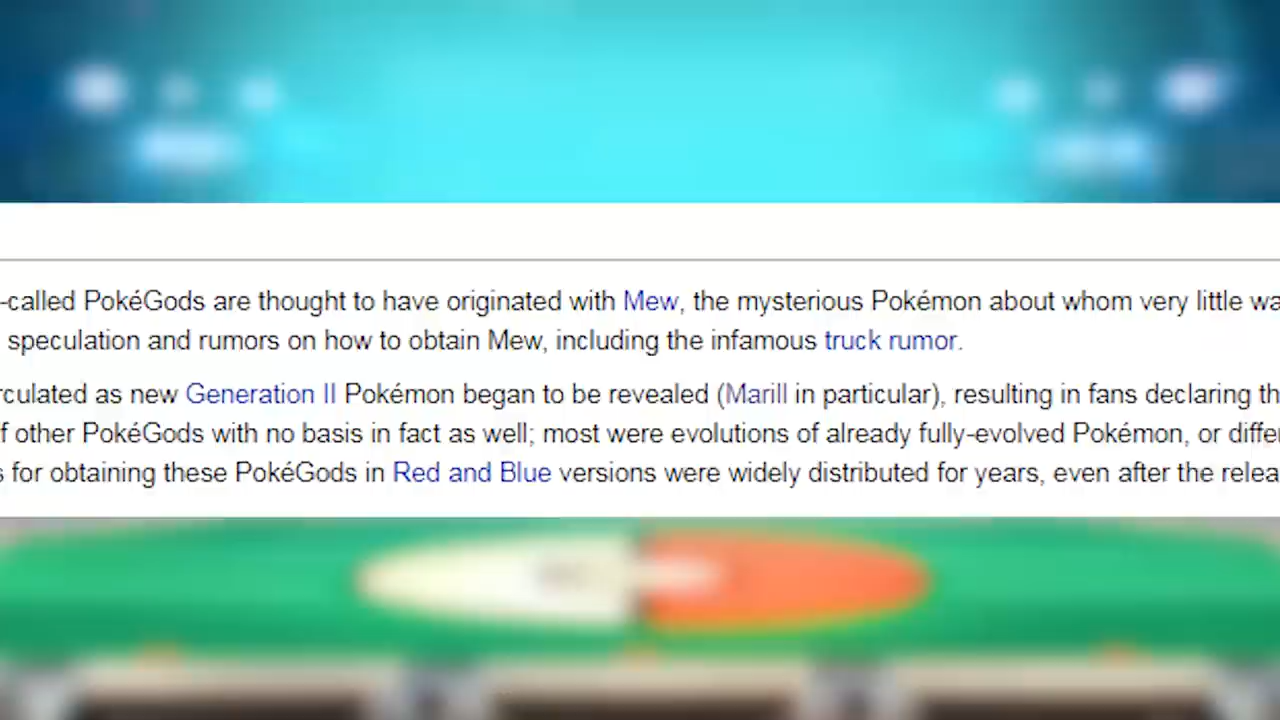 -called PokéGods are thought to have originated with Mew, the mysterious Pokémon about whom very little wa
speculation and rumors on how to obtain Mew, including the infamous truck rumor.
rculated as new Generation II Pokémon began to be revealed (Marill in particular), resulting in fans declaring th
f other PokéGods with no basis in fact as well; most were evolutions of already fully-evolved Pokémon, or differ
s for obtaining these PokéGods in Red and Blue versions were widely distributed for years, even after the relea